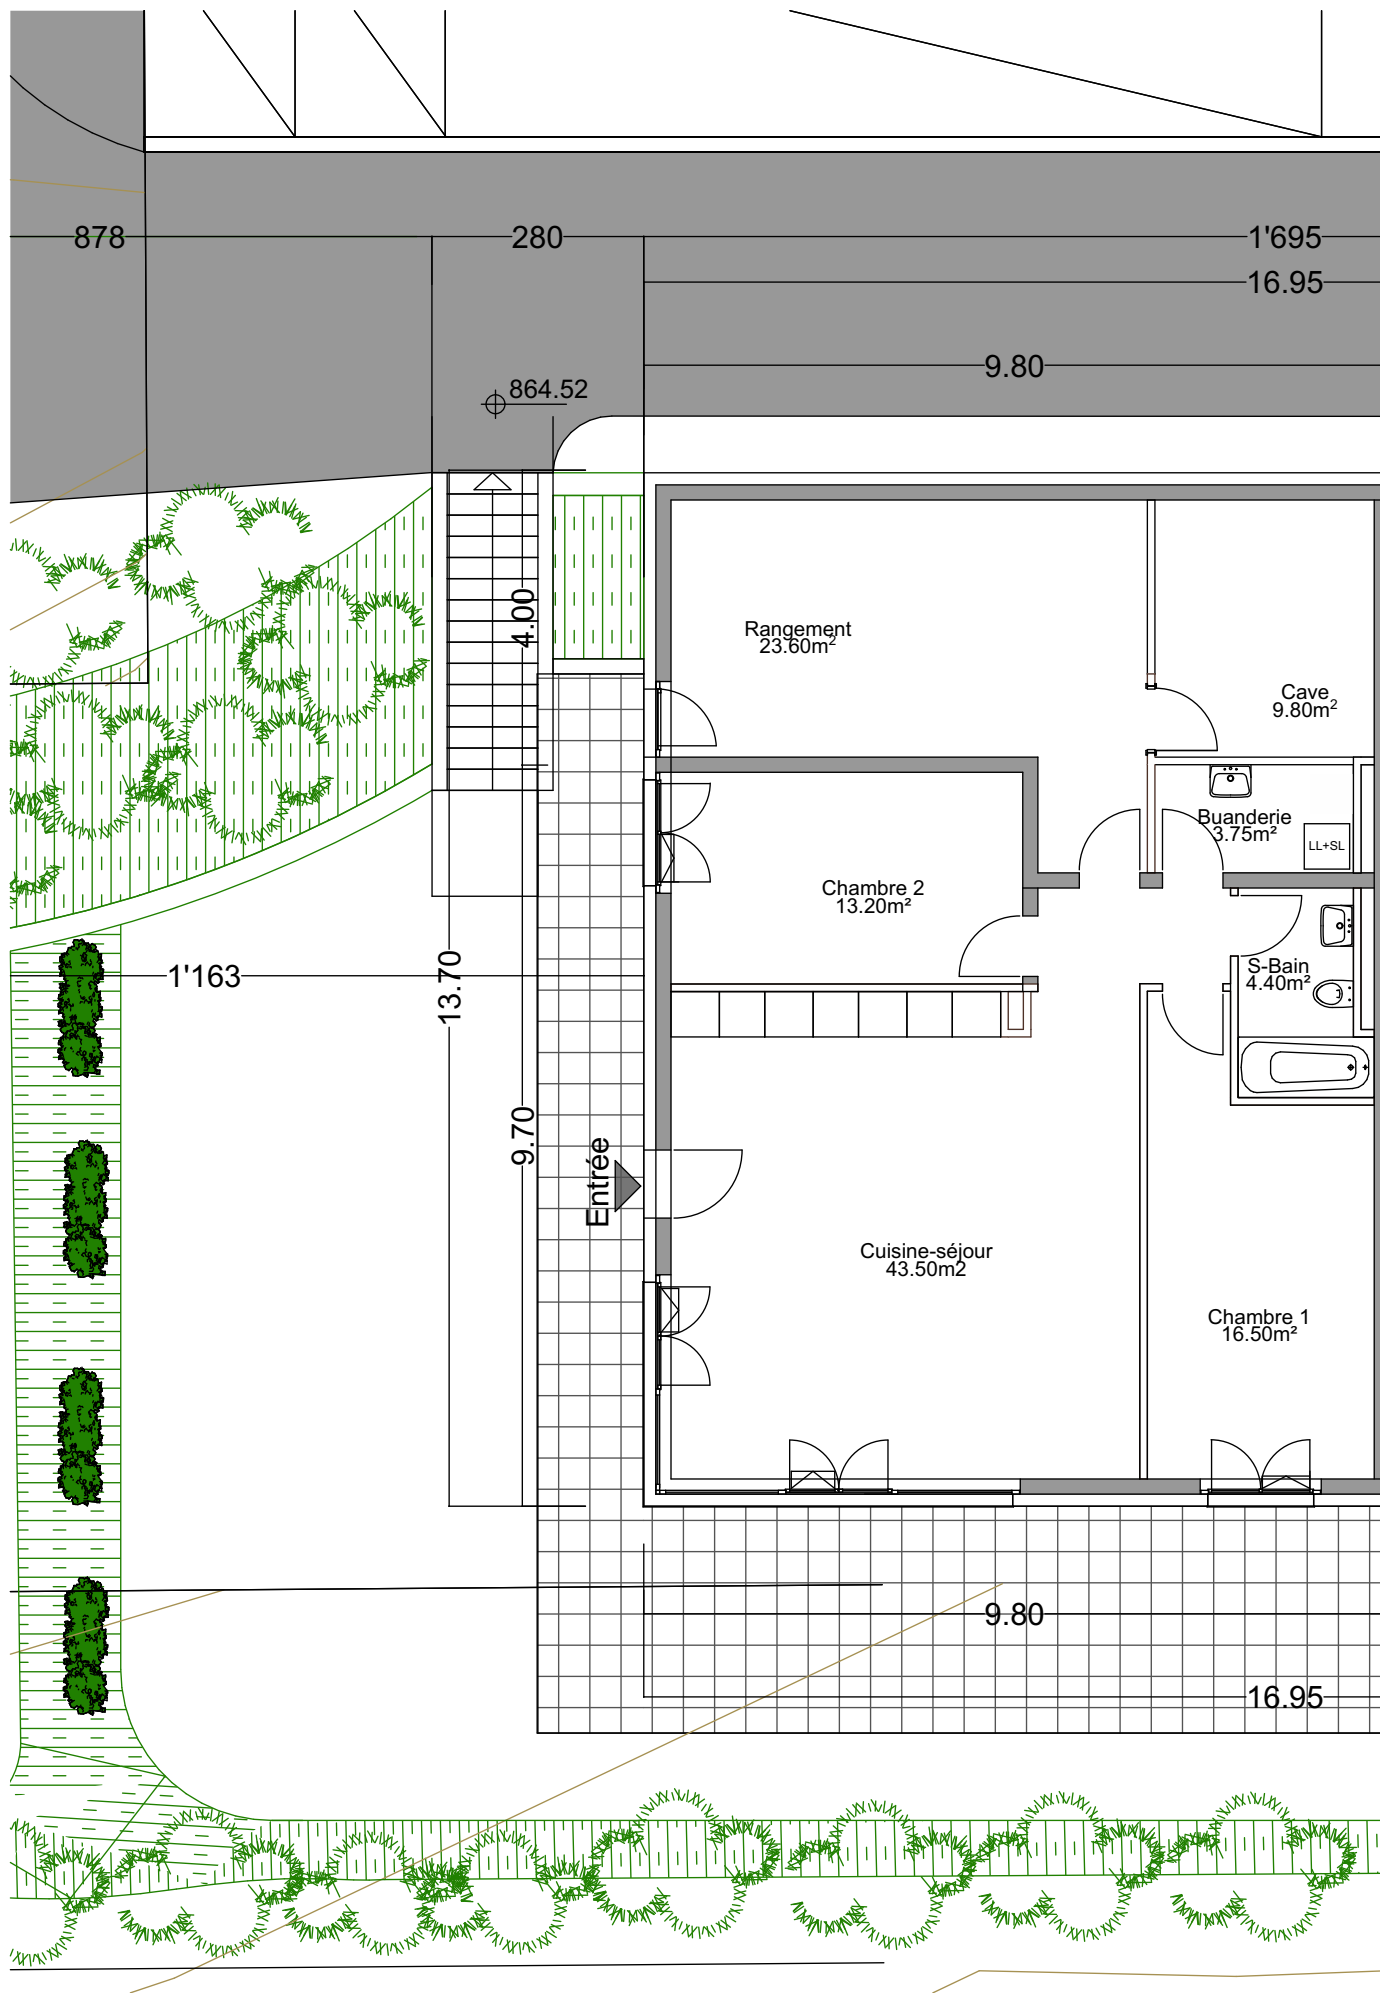 878
280
1'695
16.95
9.80
864.52
4.00
Rangement
23.60m²
Cave
9.80m²
Buanderie
3.75m²
LL+SL
Chambre 2
13.20m²
S-Bain
4.40m²
1'163
13.70
9.70
Entrée
Cuisine-séjour
43.50m2
Chambre 1
16.50m²
9.80
16.95